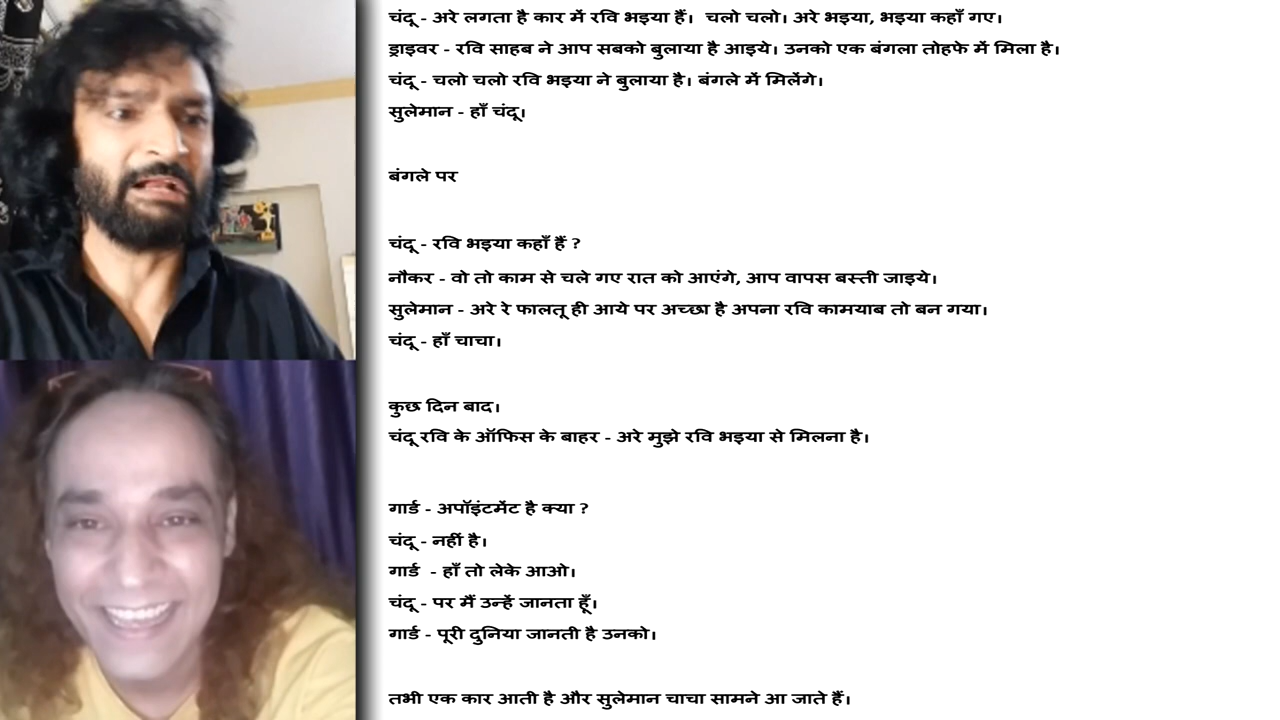 चंदू - अरे लगता है कार में रवि भइया हैं।  चलो चलो। अरे भइया, भइया कहाँ गए।
ड्राइवर - रवि साहब ने आप सबको बुलाया है आइये। उनको एक बंगला तोहफे में मिला है।
चंदू - चलो चलो रवि भइया ने बुलाया है। बंगले में मिलेंगे।
सुलेमान - हाँ चंदू।
बंगले पर
चंदू - रवि भइया कहाँ हैं ?
नौकर - वो तो काम से चले गए रात को आएंगे, आप वापस बस्ती जाइये।
सुलेमान - अरे रे फालतू ही आये पर अच्छा है अपना रवि कामयाब तो बन गया।
चंदू - हाँ चाचा।
कुछ दिन बाद।
चंदू रवि के ऑफिस के बाहर - अरे मुझे रवि भइया से मिलना है।
गार्ड - अपॉइंटमेंट है क्या ?
चंदू - नहीं है।
गार्ड  - हाँ तो लेके आओ।
चंदू - पर मैं उन्हें जानता हूँ।
गार्ड - पूरी दुनिया जानती है उनको।
तभी एक कार आती है और सुलेमान चाचा सामने आ जाते हैं।